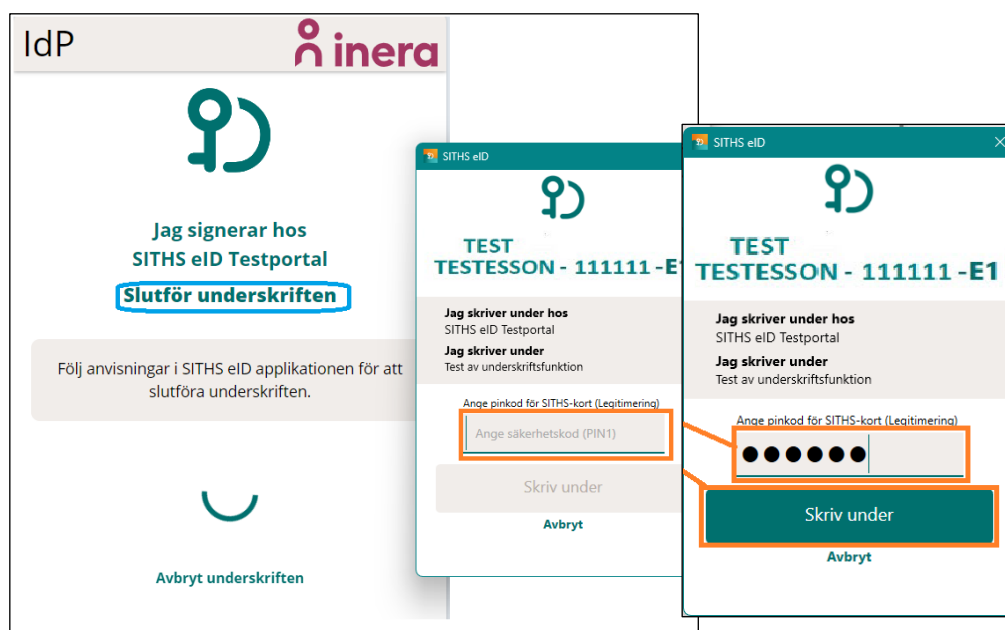 IdP
inera
Jag signerar hos
SITHS eID Testportal
Slutför underskriften
Följ anvisningar i SITHS eID applikationen för att
slutföra underskriften.
Avbryt underskriften
SITHS eID
TEST
TESTESSON - 111111 -E1
Jag skriver under hos
SITHS eID Testportal
Jag skriver under
Test av underskriftsfunktion
Ange pinkod för SITHS-kort (Legitimering)
Ange säkerhetskod (PIN1)
Skriv under
Avbryt
SITHS eID
TEST
TESTESSON - 111111 -E1
Jag skriver under hos
SITHS eID Testportal
Jag skriver under
Test av underskriftsfunktion
Ange pinkod för SITHS-kort (Legitimering)
Skriv under
Avbryt